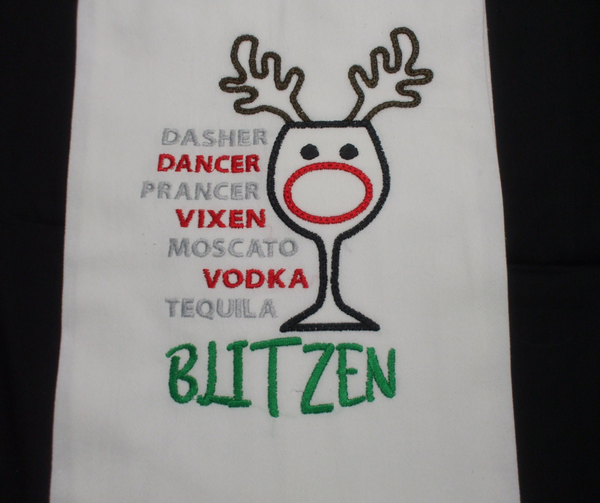 DASHER
DANCER
PRANCER
VIXEN
MOSCATO
VODKA
TEQUILA
BLITZEN